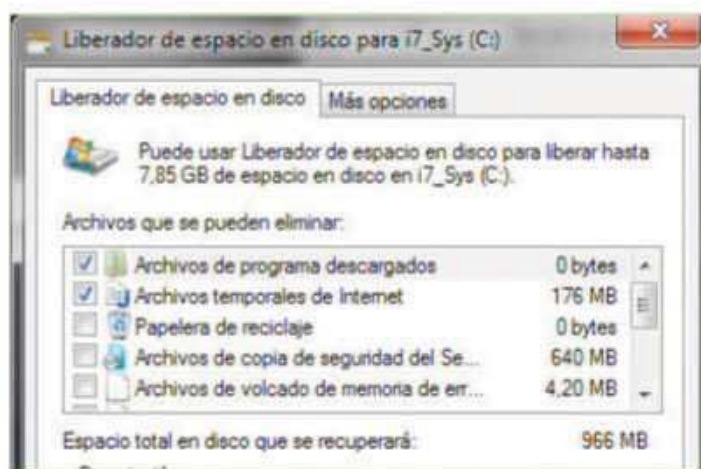 Liberador de espacio en disco para i7_Sys (C:)
Liberador de espacio en disco Más opciones
Puede usar Liberador de espacio en disco para liberar hasta
7,85 GB de espacio en disco en i7_Sys (C:).
Archivos que se pueden eliminar:
Archivos de programa descargados 0 bytes
Archivos temporales de Internet 176 MB
Papelera de reciclaje 0 bytes
Archivos de copia de seguridad del Se... 640 MB
Archivos de volcado de memoria de err... 4,20 MB
Espacio total en disco que se recuperará: 966 MB